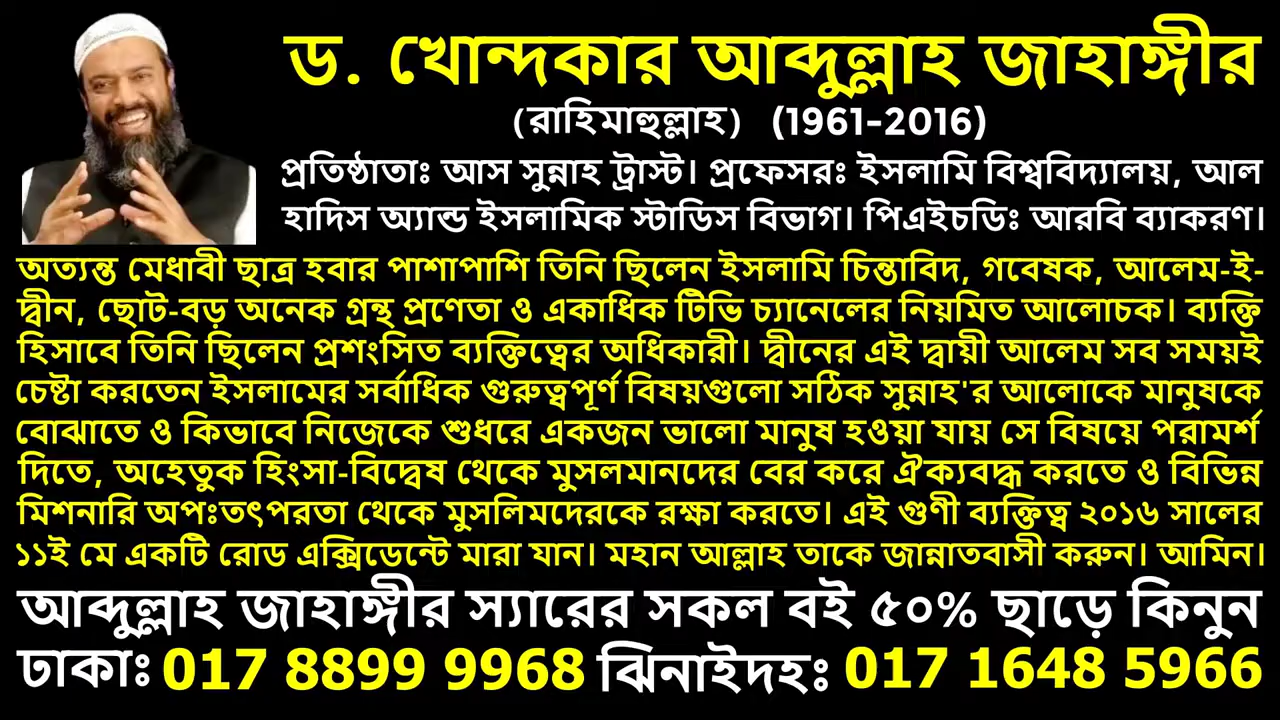 ড. খোন্দকার আব্দুল্লাহ জাহাঙ্গীর
(রাহিমাহুল্লাহ) (1961-2016)
প্রতিষ্ঠাতাঃ আস সুন্নাহ ট্রাস্ট। প্রফেসরঃ ইসলামি বিশ্ববিদ্যালয়, আল
হাদিস অ্যান্ড ইসলামিক স্টাডিস বিভাগ। পিএইচডিঃ আরবি ব্যাকরণ।
অত্যন্ত মেধাবী ছাত্র হবার পাশাপাশি তিনি ছিলেন ইসলামি চিন্তাবিদ, গবেষক, আলেম-ই-
দ্বীন, ছোট-বড় অনেক গ্রন্থ প্রণেতা ও একাধিক টিভি চ্যানেলের নিয়মিত আলোচক। ব্যক্তি
হিসাবে তিনি ছিলেন প্রশংসিত ব্যক্তিত্বের অধিকারী। দ্বীনের এই দ্বায়ী আলেম সব সময়ই
চেষ্টা করতেন ইসলামের সর্বাধিক গুরুত্বপূর্ণ বিষয়গুলো সঠিক সুন্নাহ'র আলোকে মানুষকে
বোঝাতে ও কিভাবে নিজেকে শুধরে একজন ভালো মানুষ হওয়া যায় সে বিষয়ে পরামর্শ
দিতে, অহেতুক হিংসা-বিদ্বেষ থেকে মুসলমানদের বের করে ঐক্যবদ্ধ করতে ও বিভিন্ন
মিশনারি অপঃতৎপরতা থেকে মুসলিমদেরকে রক্ষা করতে। এই গুণী ব্যক্তিত্ব ২০১৬ সালের
১১ই মে একটি রোড এক্সিডেন্টে মারা যান। মহান আল্লাহ তাকে জান্নাতবাসী করুন। আমিন।
আব্দুল্লাহ জাহাঙ্গীর স্যারের সকল বই ৫০% ছাড়ে কিনুন
ঢাকাঃ 017 8899 9968 ঝিনাইদহঃ 017 1648 5966